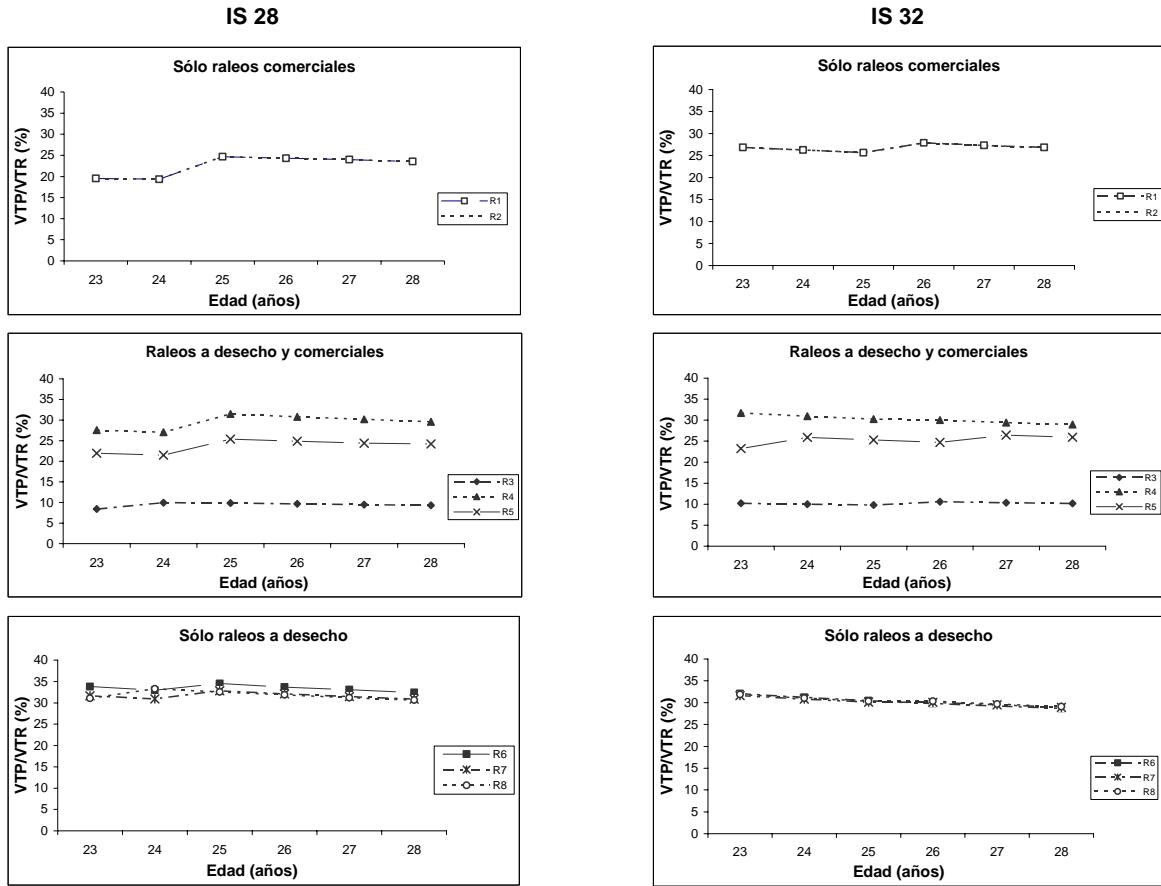 IS 28
IS 32
Sólo raleos comerciales
VTP/VTR (%)
40
35
30
25
20
15
10
5
0
23 24 25 26 27 28
Edad (años)
R1
R2
Sólo raleos comerciales
VTP/VTR (%)
40
35
30
25
20
15
10
5
0
23 24 25 26 27 28
Edad (años)
R1
R2
Raleos a desecho y comerciales
VTP/VTR (%)
40
35
30
25
20
15
10
5
0
23 24 25 26 27 28
Edad (años)
R3
R4
R5
Raleos a desecho y comerciales
VTP/VTR (%)
40
35
30
25
20
15
10
5
0
23 24 25 26 27 28
Edad (años)
R3
R4
R5
Sólo raleos a desecho
VTP/VTR (%)
40
35
30
25
20
15
10
5
0
23 24 25 26 27 28
Edad (años)
R6
R7
R8
Sólo raleos a desecho
VTP/VTR (%)
40
35
30
25
20
15
10
5
0
23 24 25 26 27 28
Edad (años)
R6
R7
R8